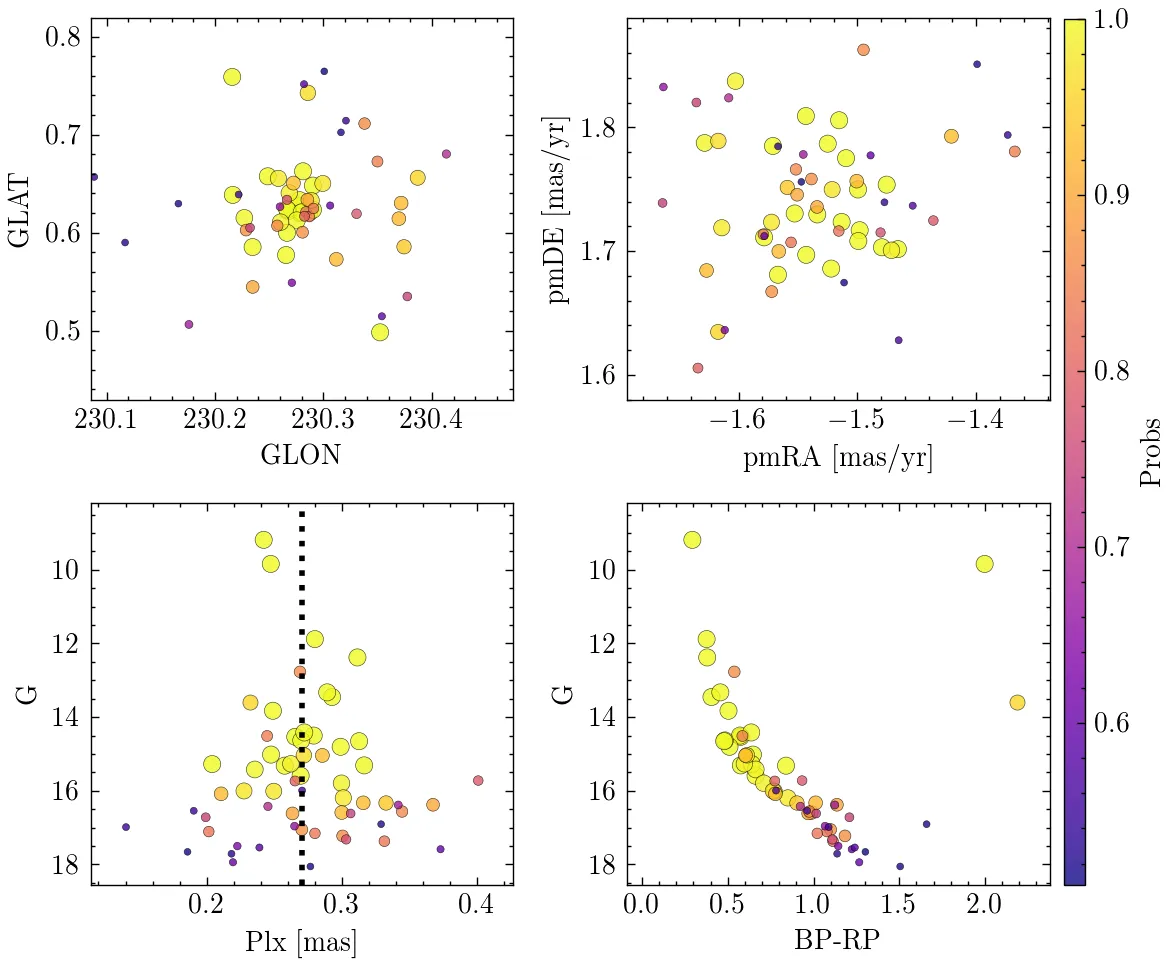 0.8
0.7
0.6
0.5
GLAT
230.1 230.2 230.3 230.4
GLON
1.8
1.7
1.6
pmDE [mas/yr]
−1.6 −1.5 −1.4
pmRA [mas/yr]
1.0
0.9
0.8
0.7
0.6
Probs
10
12
14
16
18
G
0.2 0.3 0.4
Plx [mas]
10
12
14
16
18
G
0.0 0.5 1.0 1.5 2.0
BP-RP